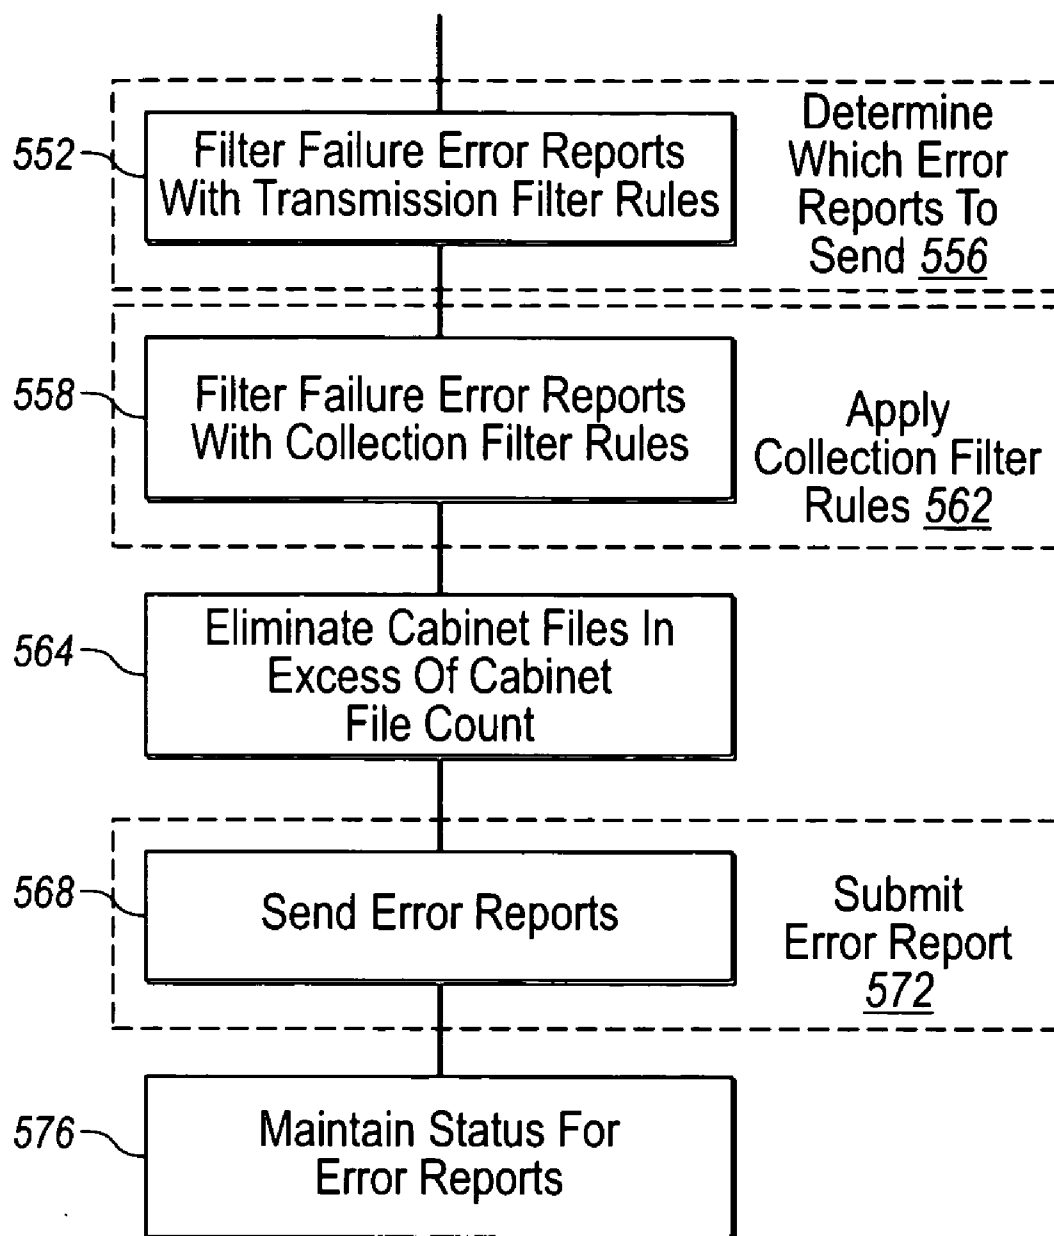 552
Filter Failure Error Reports
With Transmission Filter Rules
Determine
Which Error
Reports To
Send 556
558
Filter Failure Error Reports
With Collection Filter Rules
Apply
Collection Filter
Rules 562
564
Eliminate Cabinet Files In
Excess Of Cabinet
File Count
568
Send Error Reports
Submit
Error Report
572
576
Maintain Status For
Error Reports